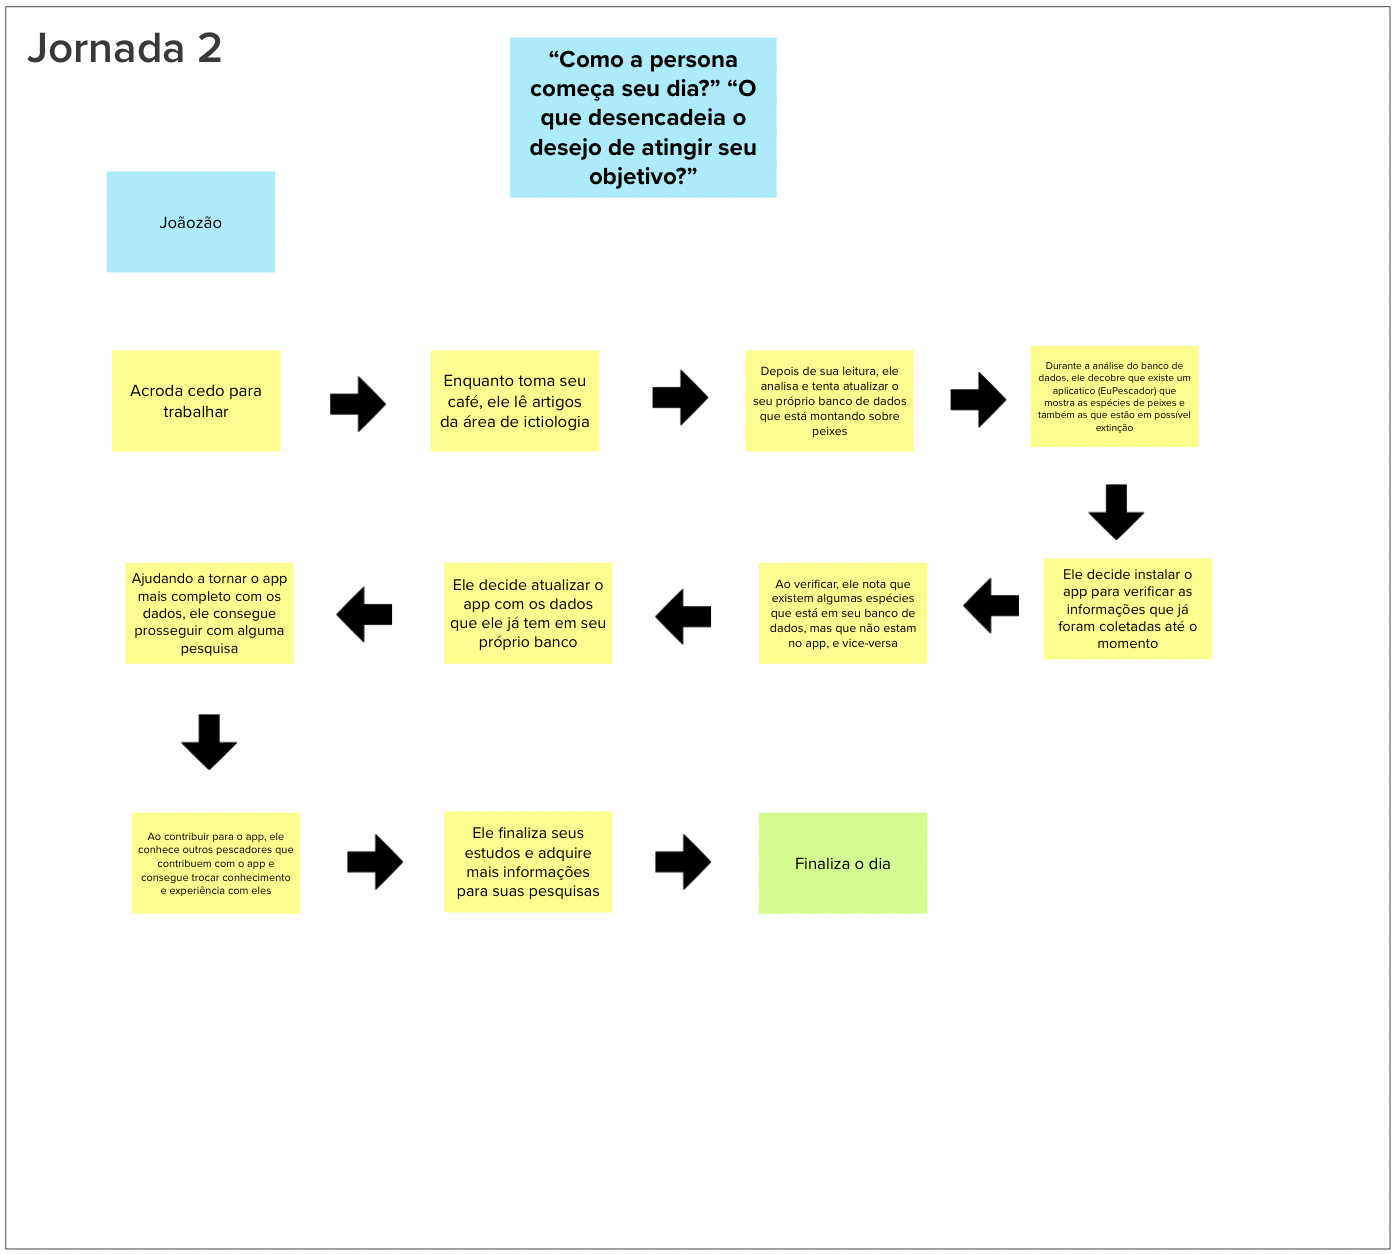 Jornada 2
“Como a persona
começa seu dia?” “O
que desencadeia o
desejo de atingir seu
objetivo?”
Joãozão
Acroda cedo para
trabalhar
Enquanto toma seu
café, ele lê artigos
da área de ictiologia
Depois de sua leitura, ele
analisa e tenta atualizar o
seu próprio banco de dados
que está montando sobre
peixes
Durante a análise do banco de
dados, ele decobre que existe um
aplicatico (EuPescador) que
mostra as espécies de peixes e
também as que estão em possível
extinção
Ele decide instalar o
app para verificar as
informações que já
foram coletadas até o
momento
Ao verificar, ele nota que
existem algumas espécies
que está em seu banco de
dados, mas que não estam
no app, e vice-versa
Ele decide atualizar o
app com os dados
que ele já tem em seu
próprio banco
Ajudando a tornar o app
mais completo com os
dados, ele consegue
prosseguir com alguma
pesquisa
Ao contribuir para o app, ele
conhece outros pescadores que
contribuem com o app e
consegue trocar conhecimento
e experiência com eles
Ele finaliza seus
estudos e adquire
mais informações
para suas pesquisas
Finaliza o dia